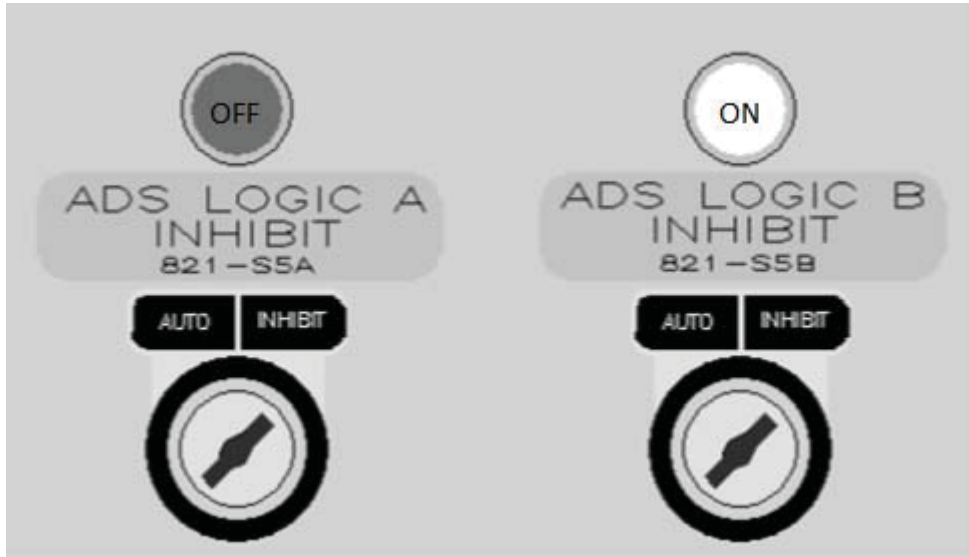 OFF
ADS LOGIC A
INHIBIT
821-S5A
AUTO INHIBIT
ON
ADS LOGIC B
INHIBIT
821-S5B
AUTO INHIBIT